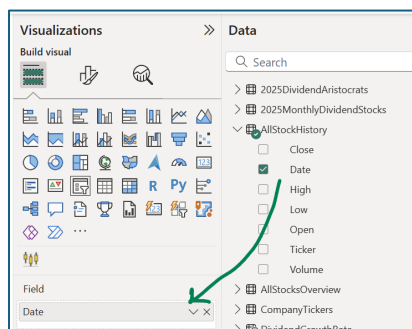 Visualizations
Data
Build visual
Search
2025DividendAristocrats
2025MonthlyDividendStocks
AllStockHistory
Close
Date
123
High
R
Py
Low
Open
Ticker
Volume
Field
AllStocksOverview
Date
CompanyTickers
DividendGrowthRate